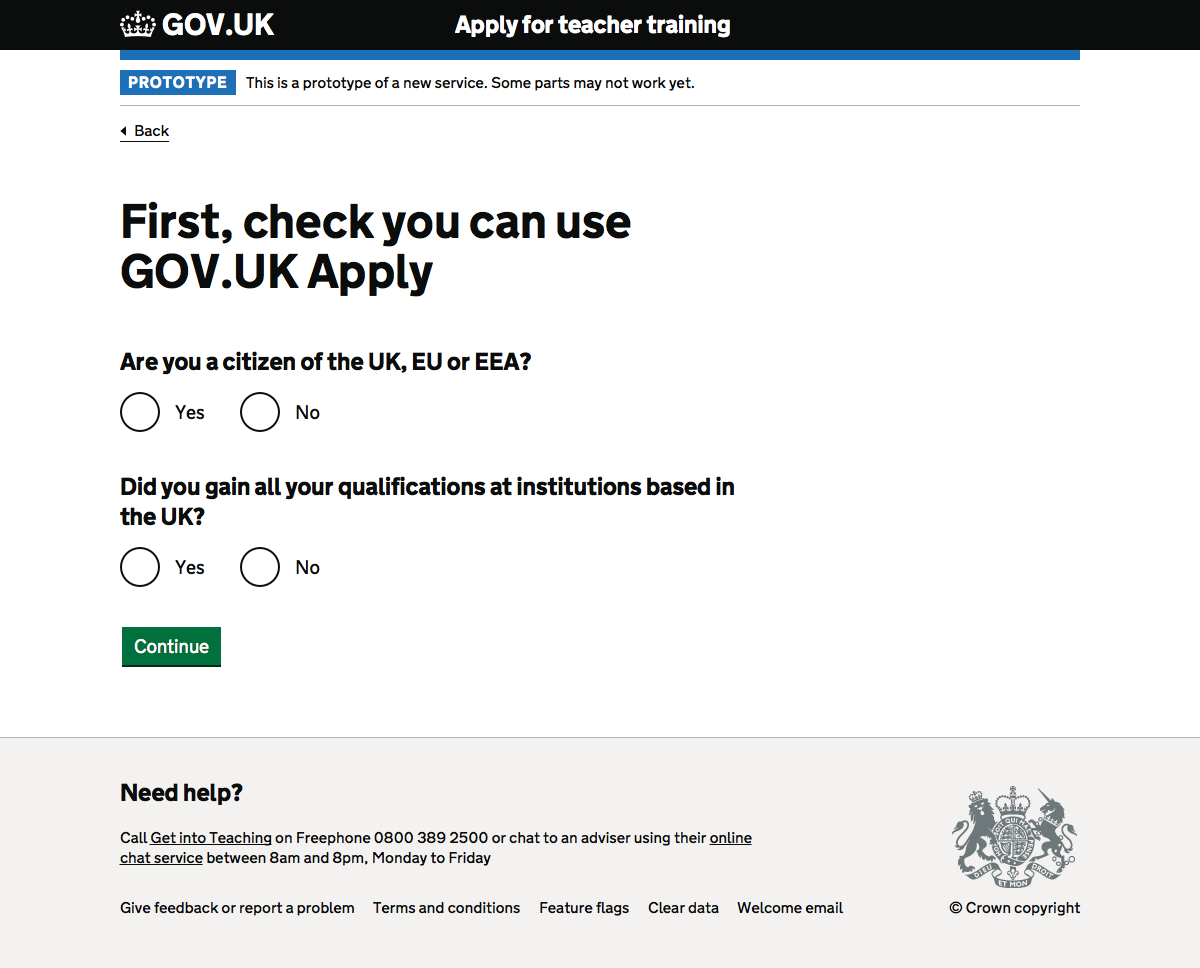 GOV.UK Apply for teacher training
PROTOTYPE This is a prototype of a new service. Some parts may not work yet.
Back
First, check you can use
GOV.UK Apply
Are you a citizen of the UK, EU or EEA?
Yes No
Did you gain all your qualifications at institutions based in
the UK?
Yes No
Continue
Need help?
Call Get into Teaching on Freephone 0800 389 2500 or chat to an adviser using their online
chat service between 8am and 8pm, Monday to Friday
DIEU ET MON DROIT
Give feedback or report a problem Terms and conditions Feature flags Clear data Welcome email © Crown copyright